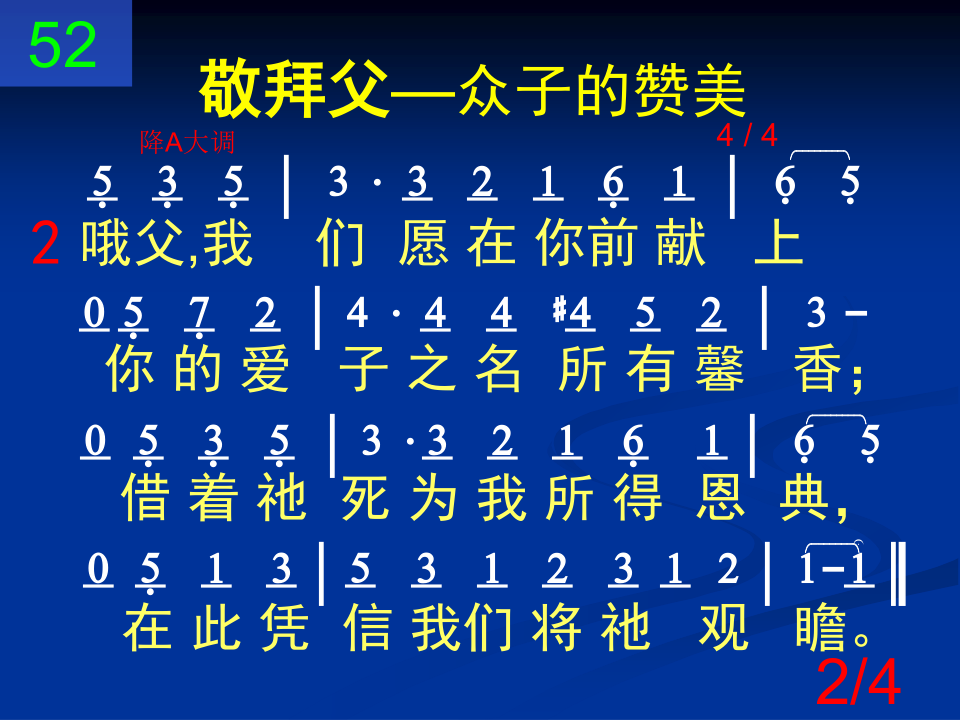 52
敬拜父—众子的赞美
降A大调 4 / 4
5 3 5 | 3 · 3 2 1 6 1 | 6 5
2 哦父,我 们 愿 在 你前 献 上
0 5 7 2 | 4 · 4 4 #4 5 2 | 3 -
你 的 爱 子 之 名 所 有 馨 香；
0 5 3 5 | 3 · 3 2 1 6 1 | 6 5
借 着 祂 死 为 我 所 得 恩 典，
0 5 1 3 | 5 3 1 2 3 1 2 | 1-1 ‖
在 此 凭 信 我们 将 祂 观 瞻。
2/4